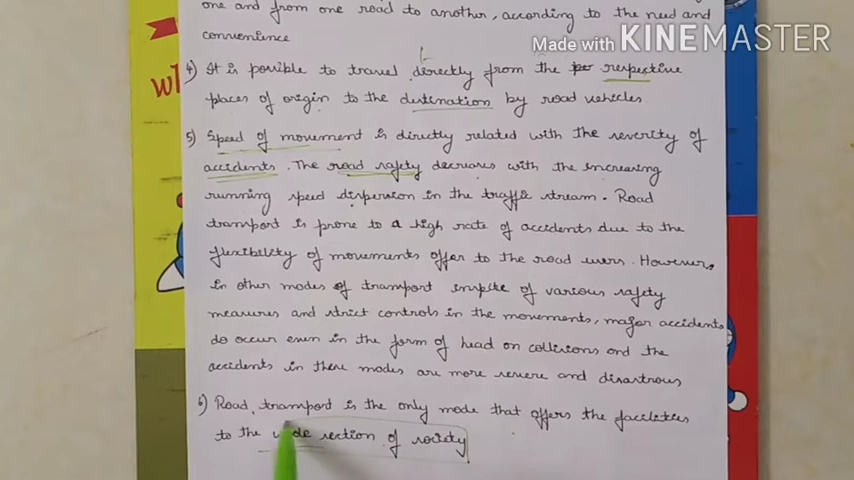 one and from one road to another, according to the need and
convenience
Made with KINEMASTER
4) It is posible to travel directly from the respestive
places of origin to the destination by road vehicles.
5) Speed of movement is directly related with the severity of
accidents. The road safety decreases with the increasing
running speed dispersion in the traffic stream. Road
transport is prone to a high rate of accidents due to the
flexibility of movements offer to the road users. However,
in other modes of transport inspite of various safety
measures and strict controls in the movements, major accidents
do occur even in the form of head on collisions and the
accidents in these modes are more severe and disastrous
6) Road transport is the only mode that offers the facilities
to the wide section of society